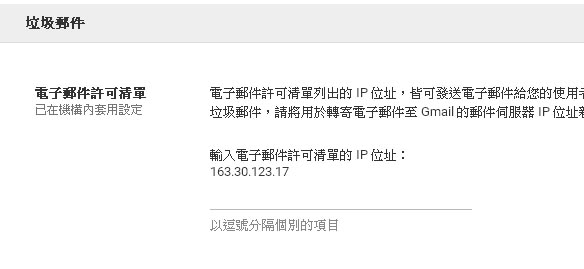 垃圾郵件
電子郵件許可清單
已在機構內套用設定
電子郵件許可清單列出的 IP 位址，皆可發送電子郵件給您的使用者
垃圾郵件，請將用於轉寄電子郵件至 Gmail 的郵件伺服器 IP 位址新
輸入電子郵件許可清單的 IP 位址：
163.30.123.17
以逗號分隔個別的項目